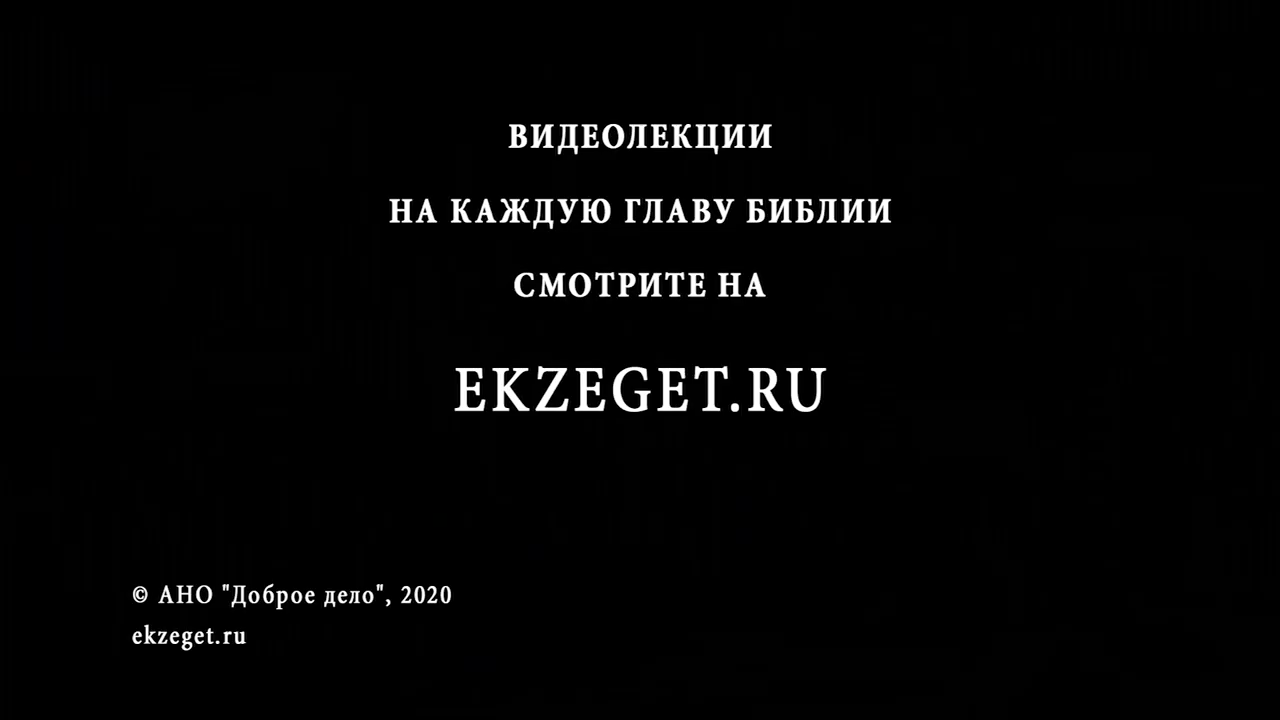 ВИДЕОЛЕКЦИИ
НА КАЖДУЮ ГЛАВУ БИБЛИИ
СМОТРИТЕ НА
EKZEGET.RU
© АНО "Доброе дело", 2020
ekzeget.ru